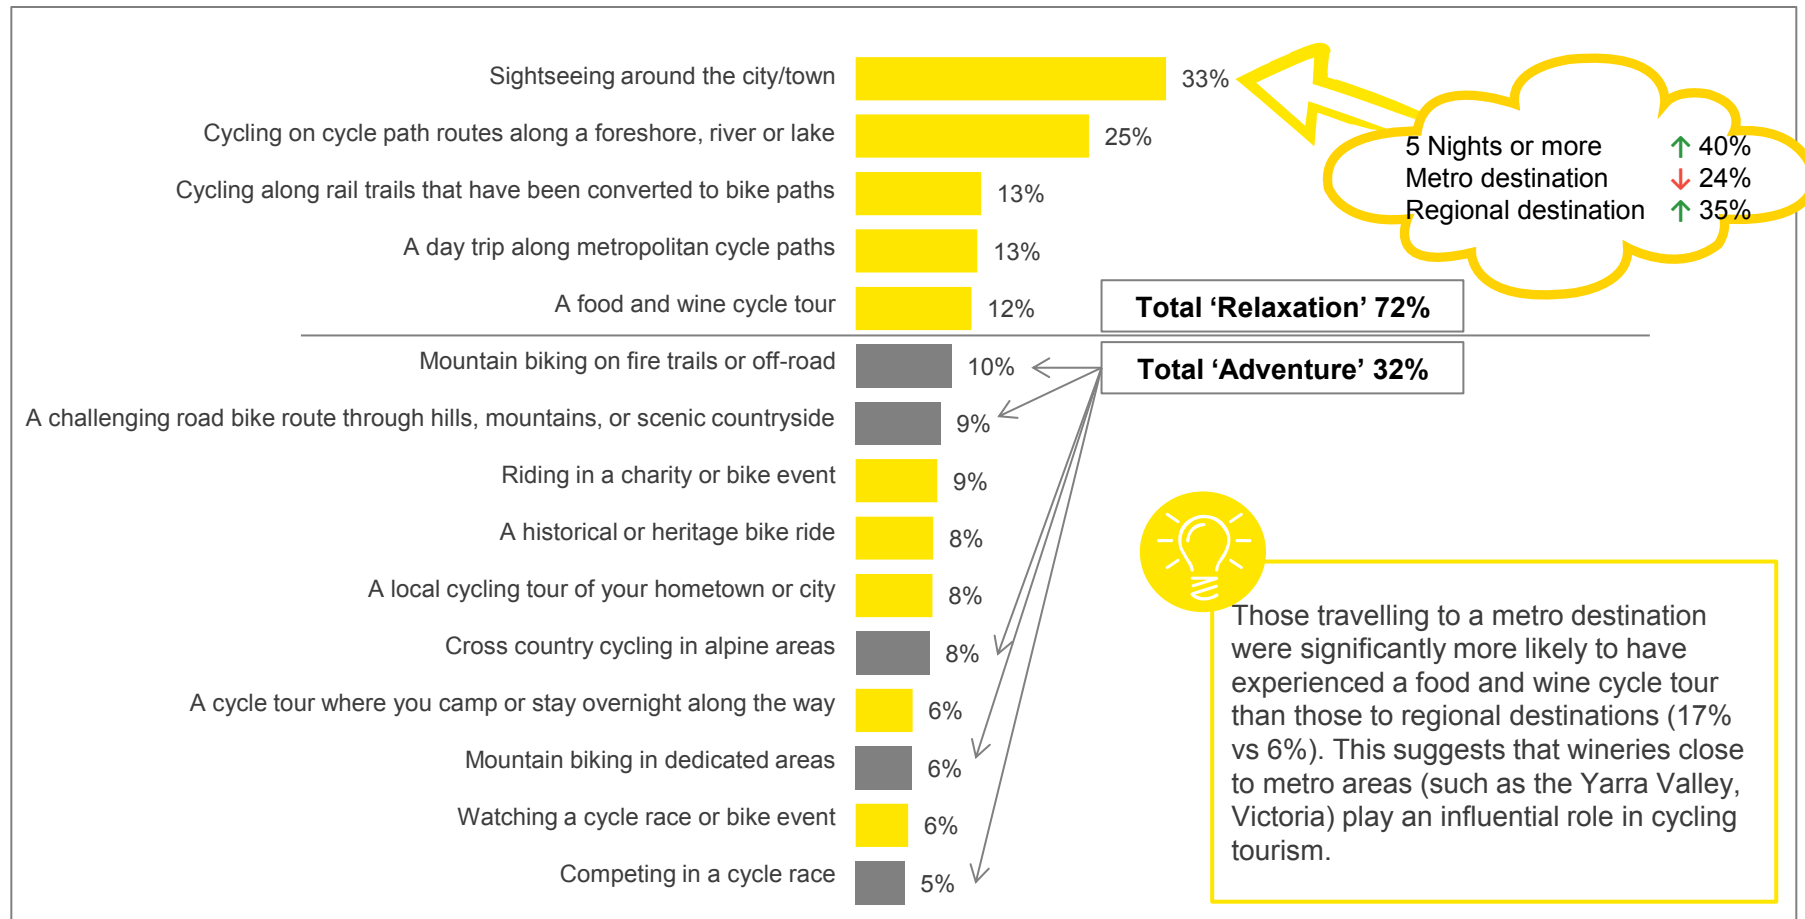 Sightseeing around the city/town 33%
Cycling on cycle path routes along a foreshore, river or lake 25%
Cycling along rail trails that have been converted to bike paths 13%
A day trip along metropolitan cycle paths 13%
A food and wine cycle tour 12%
Mountain biking on fire trails or off-road 10%
A challenging road bike route through hills, mountains, or scenic countryside 9%
Riding in a charity or bike event 9%
A historical or heritage bike ride 8%
A local cycling tour of your hometown or city 8%
Cross country cycling in alpine areas 8%
A cycle tour where you camp or stay overnight along the way 6%
Mountain biking in dedicated areas 6%
Watching a cycle race or bike event 6%
Competing in a cycle race 5%
5 Nights or more ↑ 40%
Metro destination ↓ 24%
Regional destination ↑ 35%
Total ‘Relaxation’ 72%
Total ‘Adventure’ 32%
Those travelling to a metro destination
were significantly more likely to have
experienced a food and wine cycle tour
than those to regional destinations (17%
vs 6%). This suggests that wineries close
to metro areas (such as the Yarra Valley,
Victoria) play an influential role in cycling
tourism.